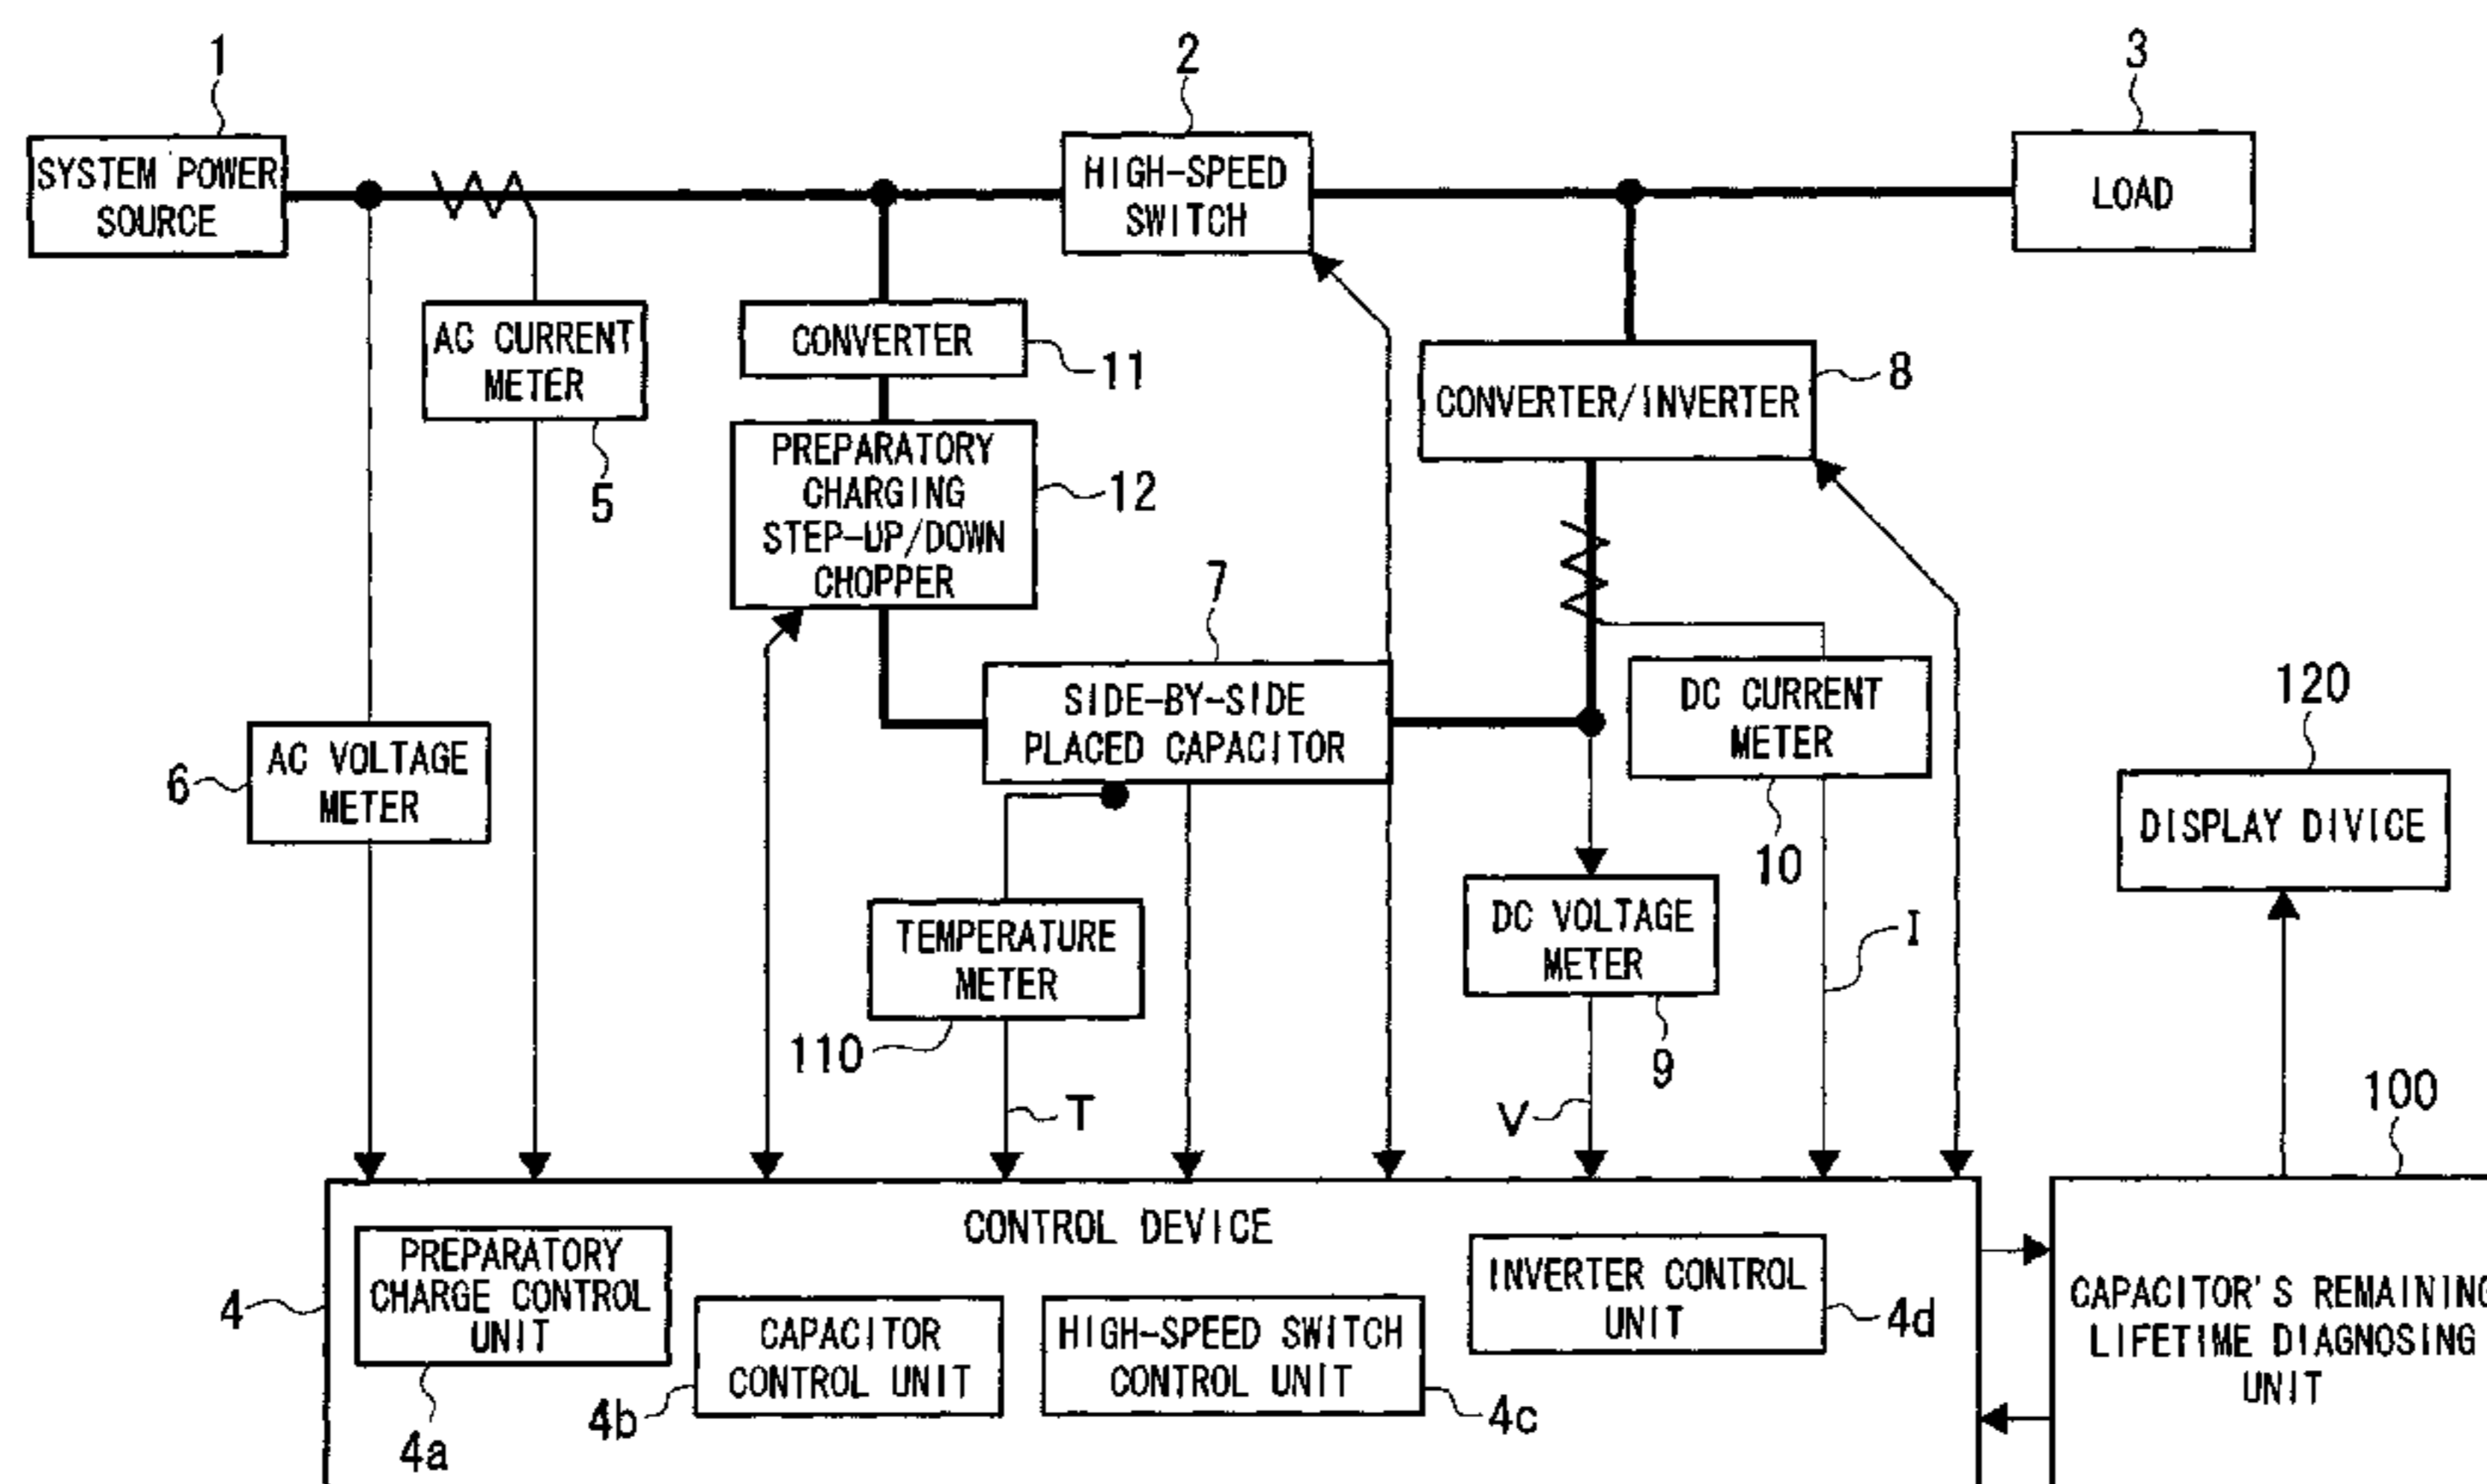 1
2
3
SYSTEM POWER
SOURCE
HIGH-SPEED
SWITCH
LOAD
AC CURRENT
METER
5
CONVERTER
11
CONVERTER/INVERTER
8
PREPARATORY
CHARGING
STEP-UP/DOWN
CHOPPER
12
7
SIDE-BY-SIDE
PLACED CAPACITOR
DC CURRENT
METER
10
120
DISPLAY DIVICE
6
AC VOLTAGE
METER
TEMPERATURE
METER
110
T
DC VOLTAGE
METER
9
V
I
100
CONTROL DEVICE
4
PREPARATORY
CHARGE CONTROL
UNIT
4a
CAPACITOR
CONTROL UNIT
4b
HIGH-SPEED SWITCH
CONTROL UNIT
4c
INVERTER CONTROL
UNIT
4d
CAPACITOR'S REMAINING
LIFETIME DIAGNOSING
UNIT